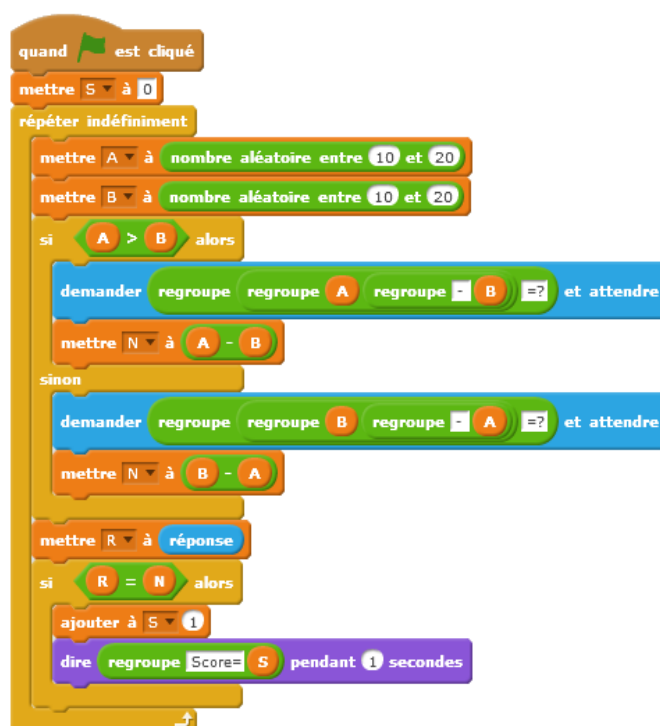 quand est cliqué
mettre S à 0
répéter indéfiniment
mettre A à nombre aléatoire entre 10 et 20
mettre B à nombre aléatoire entre 10 et 20
si A > B alors
demander regroupe regroupe A regroupe - B =? et attendre
mettre N à A - B
sinon
demander regroupe regroupe B regroupe - A =? et attendre
mettre N à B - A
mettre R à réponse
si R = N alors
ajouter à S 1
dire regroupe Score= S pendant 1 secondes